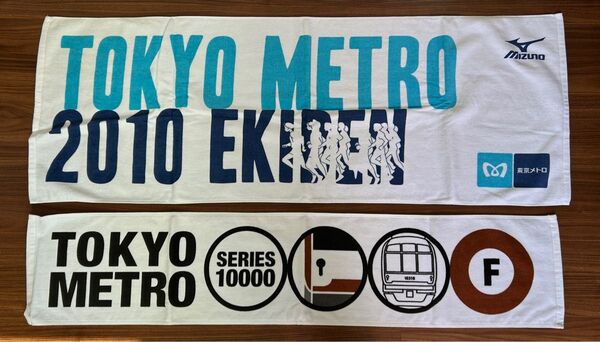 TOKYO METRO
2010 EKIDEN
MIZUNO
東京メトロ
TOKYO
METRO
SERIES
10000
F